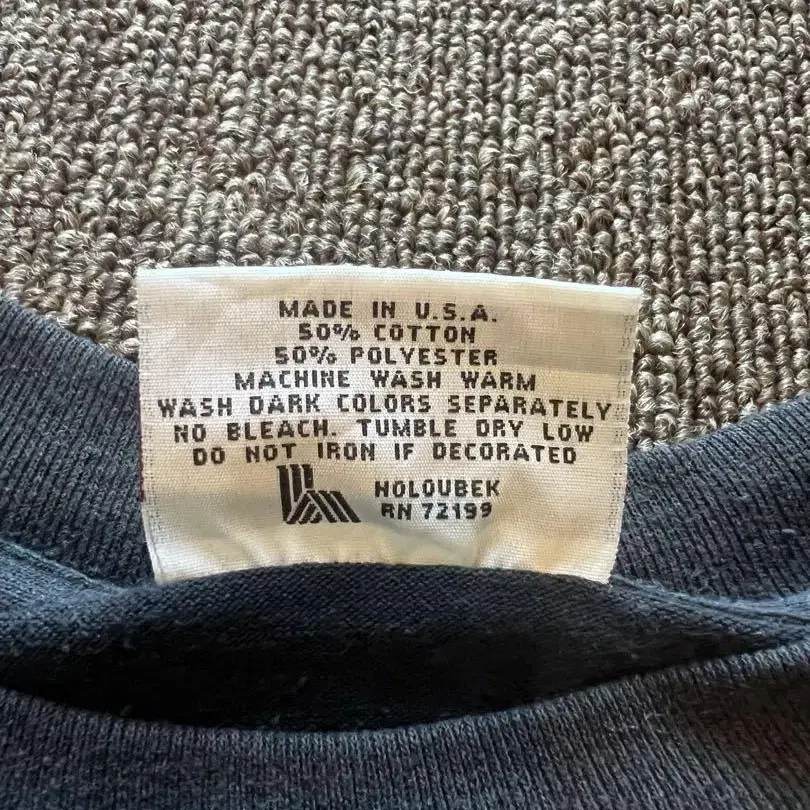 MADE IN U.S.A.
50% COTTON
50% POLYESTER
MACHINE WASH WARM
WASH DARK COLORS SEPARATELY
NO BLEACH. TUMBLE DRY LOW
DO NOT IRON IF DECORATED
HOLOUBEK
RN 72199